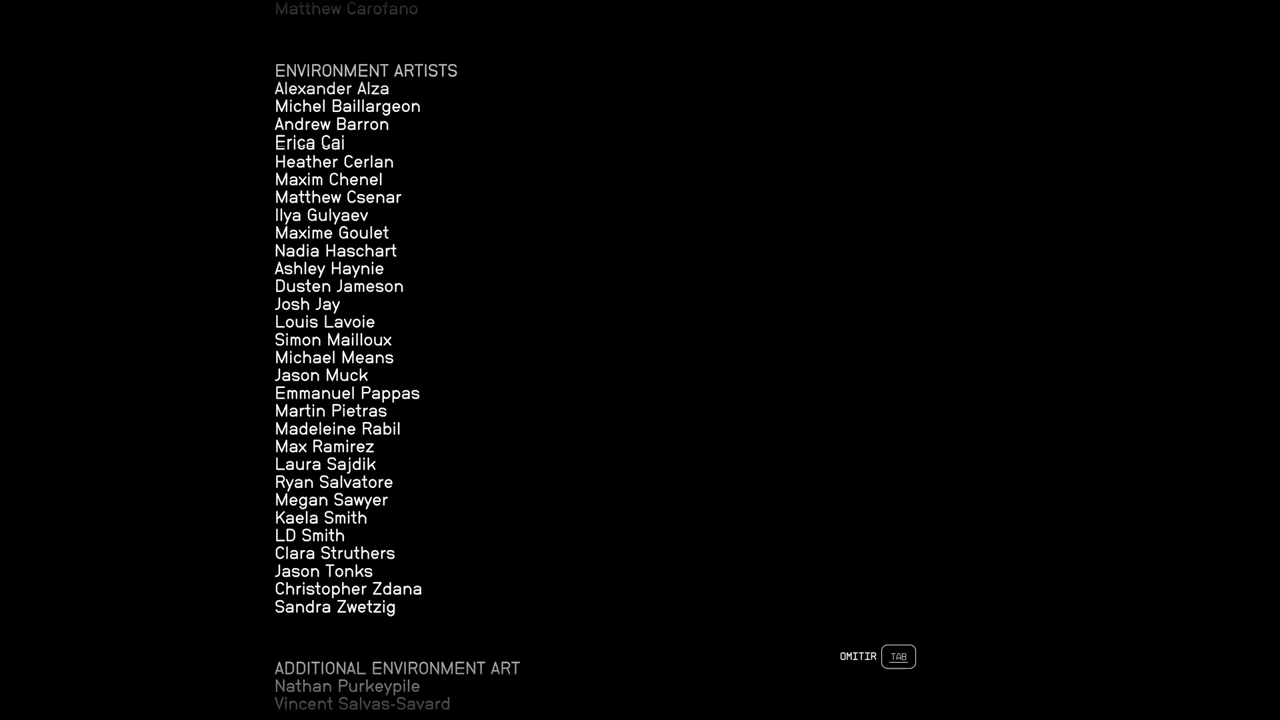 Matthew Carofano
ENVIRONMENT ARTISTS
Alexander Alza
Michel Baillargeon
Andrew Barron
Erica Cai
Heather Cerlan
Maxim Chenel
Matthew Csenar
Ilya Gulyaev
Maxime Goulet
Nadia Haschart
Ashley Haynie
Dusten Jameson
Josh Jay
Louis Lavoie
Simon Mailloux
Michael Means
Jason Muck
Emmanuel Pappas
Martin Pietras
Madeleine Rabil
Max Ramirez
Laura Sajdik
Ryan Salvatore
Megan Sawyer
Kaela Smith
LD Smith
Clara Struthers
Jason Tonks
Christopher Zdana
Sandra Zwetzig
OMITIR TAB
ADDITIONAL ENVIRONMENT ART
Nathan Purkeypile
Vincent Salvas-Savard